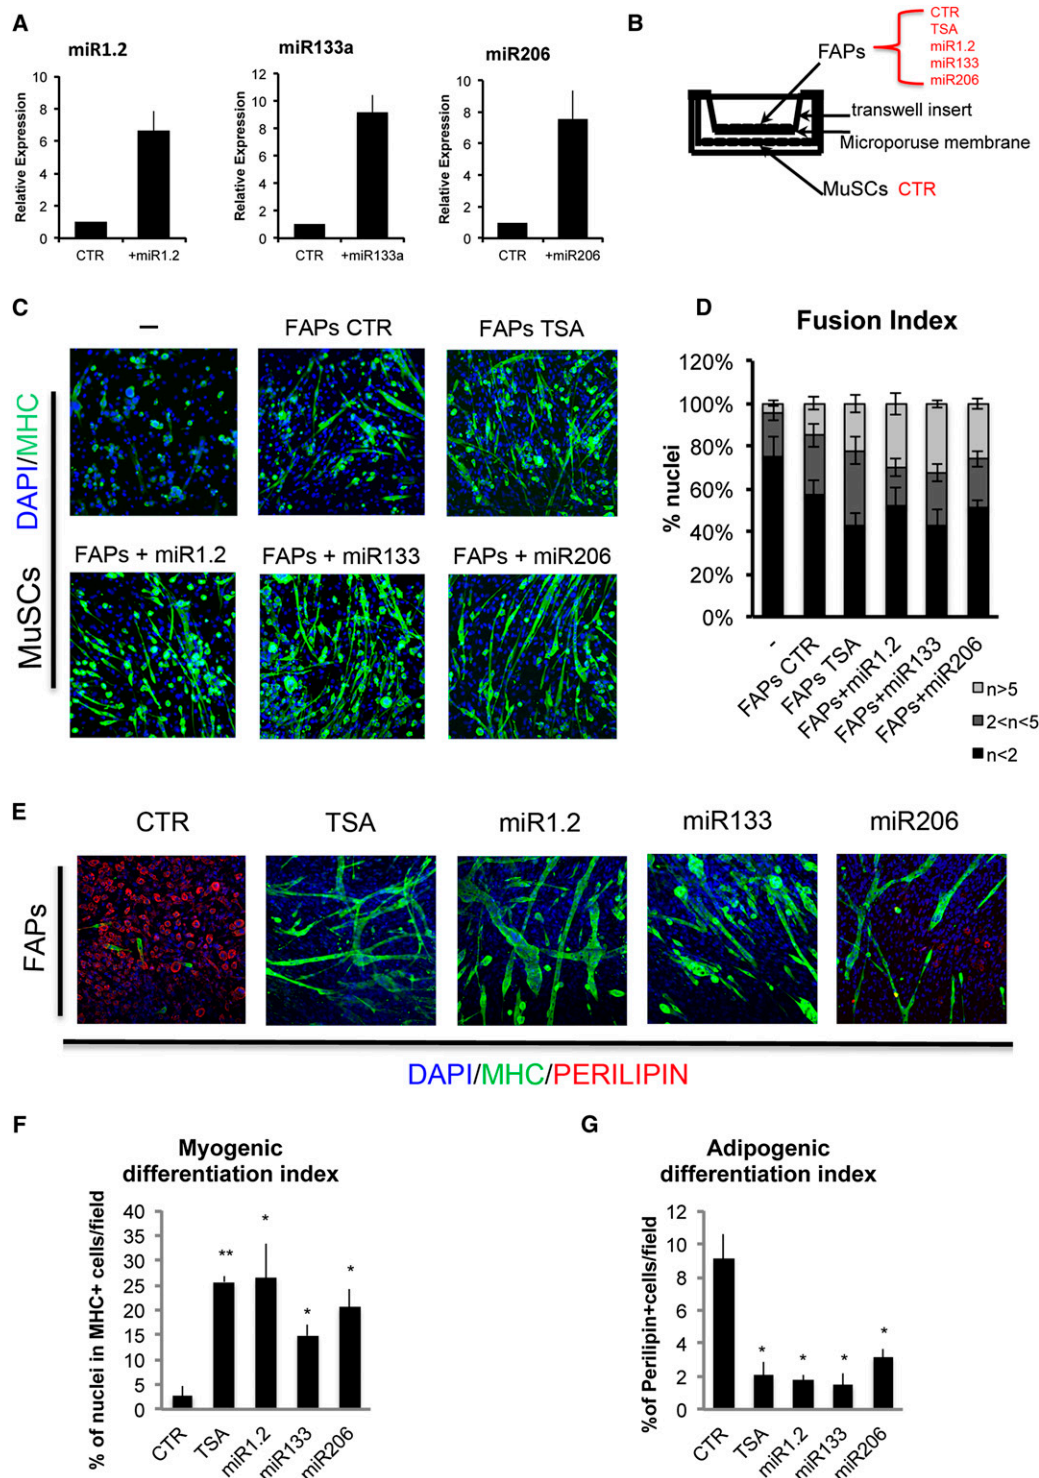 A
miR1.2
Relative Expression
10
8
6
4
2
0
CTR
+miR1.2
miR133a
Relative Expression
12
10
8
6
4
2
0
CTR
+miR133a
miR206
Relative Expression
10
8
6
4
2
0
CTR
+miR206
B
FAPs
CTR
TSA
miR1.2
miR133
miR206
transwell insert
Microporuse membrane
MuSCs CTR
C
–
FAPs CTR
FAPs TSA
FAPs + miR1.2
FAPs + miR133
FAPs + miR206
MuSCs
DAPI/MHC
D
Fusion Index
% nuclei
120%
100%
80%
60%
40%
20%
0%
-
FAPs CTR
FAPs TSA
FAPs+miR1.2
FAPs+miR133
FAPs+miR206
n>5
2<n<5
n<2
E
CTR
TSA
miR1.2
miR133
miR206
FAPs
DAPI/MHC/PERILIPIN
F
Myogenic
differentiation index
% of nuclei in MHC+ cells/field
40
35
30
25
20
15
10
5
0
**
*
*
*
CTR
TSA
miR1.2
miR133
miR206
G
Adipogenic
differentiation index
%of Perilipin+cells/field
12
10
8
6
4
2
0
*
*
*
*
CTR
TSA
miR1.2
miR133
miR206